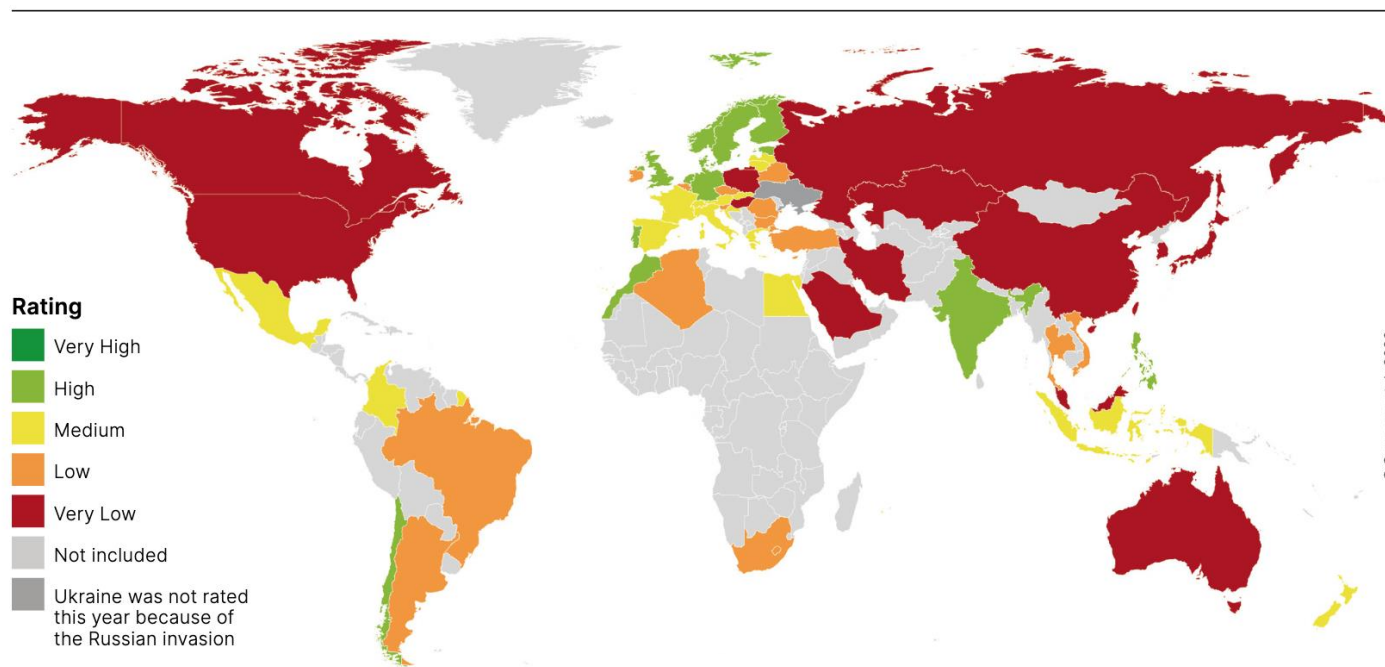 Rating
Very High
High
Medium
Low
Very Low
Not included
Ukraine was not rated
this year because of
the Russian invasion